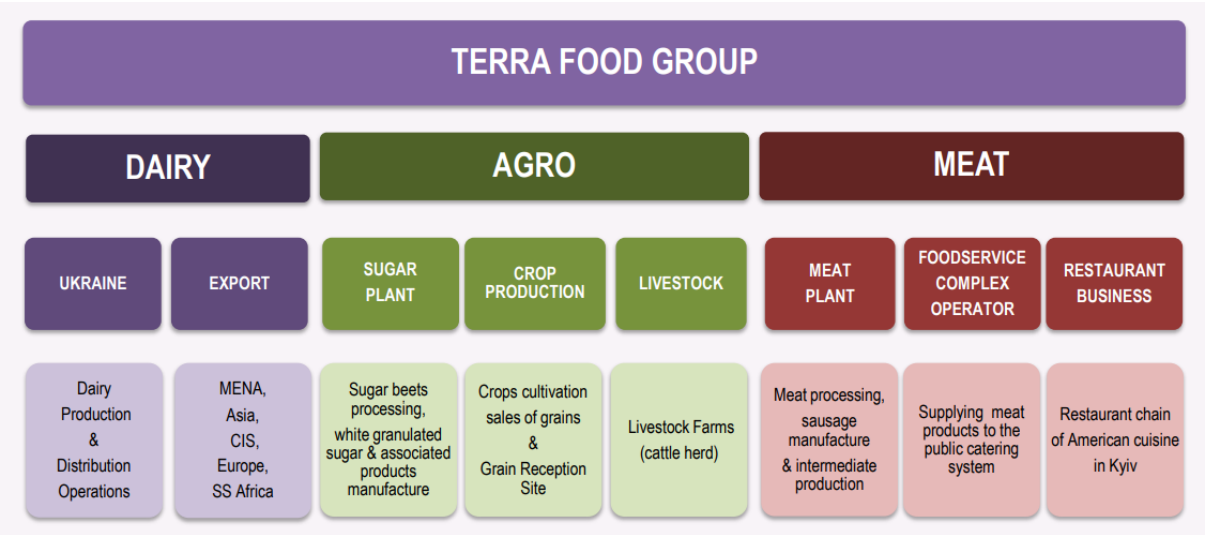 TERRA FOOD GROUP
DAIRY
AGRO
MEAT
UKRAINE
EXPORT
SUGAR
PLANT
CROP
PRODUCTION
LIVESTOCK
MEAT
PLANT
FOODSERVICE
COMPLEX
OPERATOR
RESTAURANT
BUSINESS
Dairy
Production
&
Distribution
Operations
MENA,
Asia,
CIS,
Europe,
SS Africa
Sugar beets
processing,
white granulated
sugar & associated
products
manufacture
Crops cultivation
sales of grains
&
Grain Reception
Site
Livestock Farms
(cattle herd)
Meat processing,
sausage
manufacture
& intermediate
production
Supplying meat
products to the
public catering
system
Restaurant chain
of American cuisine
in Kyiv